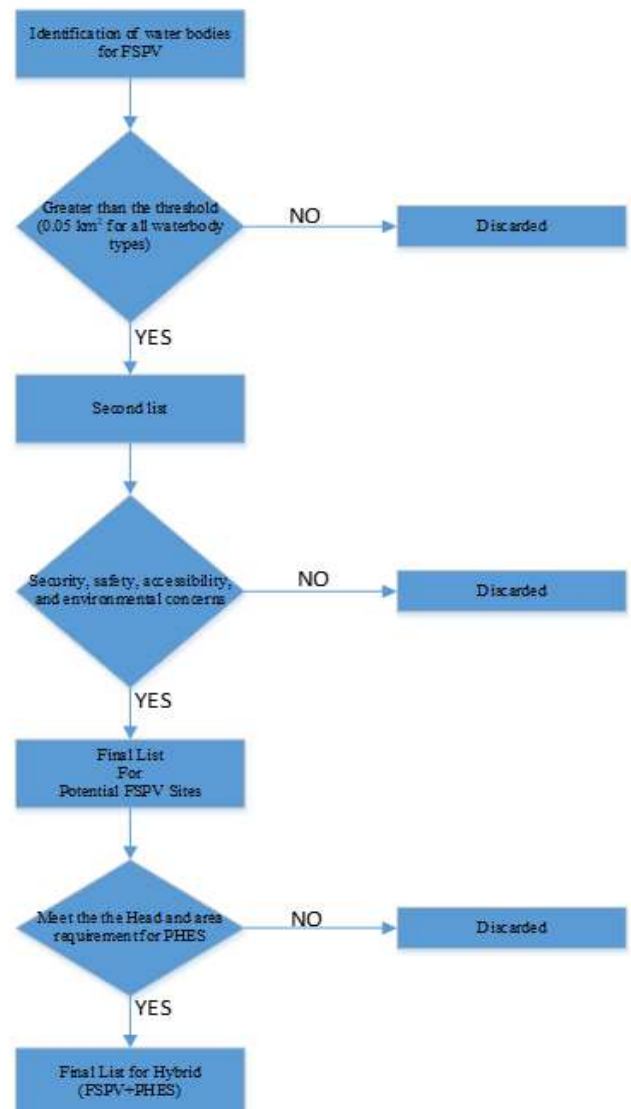 Identification of water bodies
for FSPV
Greater than the threshold
(0.05 km² for all waterbody
types)
NO
Discarded
YES
Second list
Security, safety, accessibility,
and environmental concerns
NO
Discarded
YES
Final List
For
Potential FSPV Sites
Meet the the Head and area
requirement for PHES
NO
Discarded
YES
Final List for Hybrid
(FSPV+PHES)